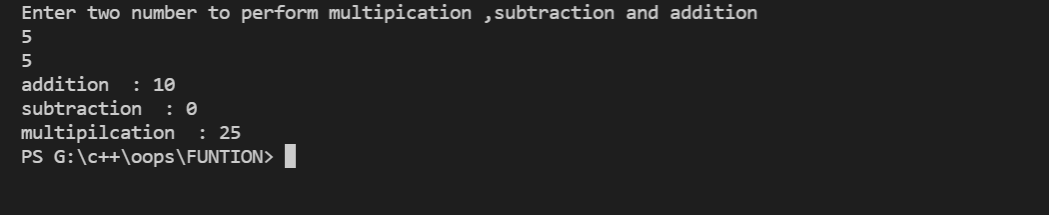 Enter two number to perform multipication ,subtraction and addition
5
5
addition  : 10
subtraction  : 0
multipilcation  : 25
PS G:\c++\oops\FUNTION>